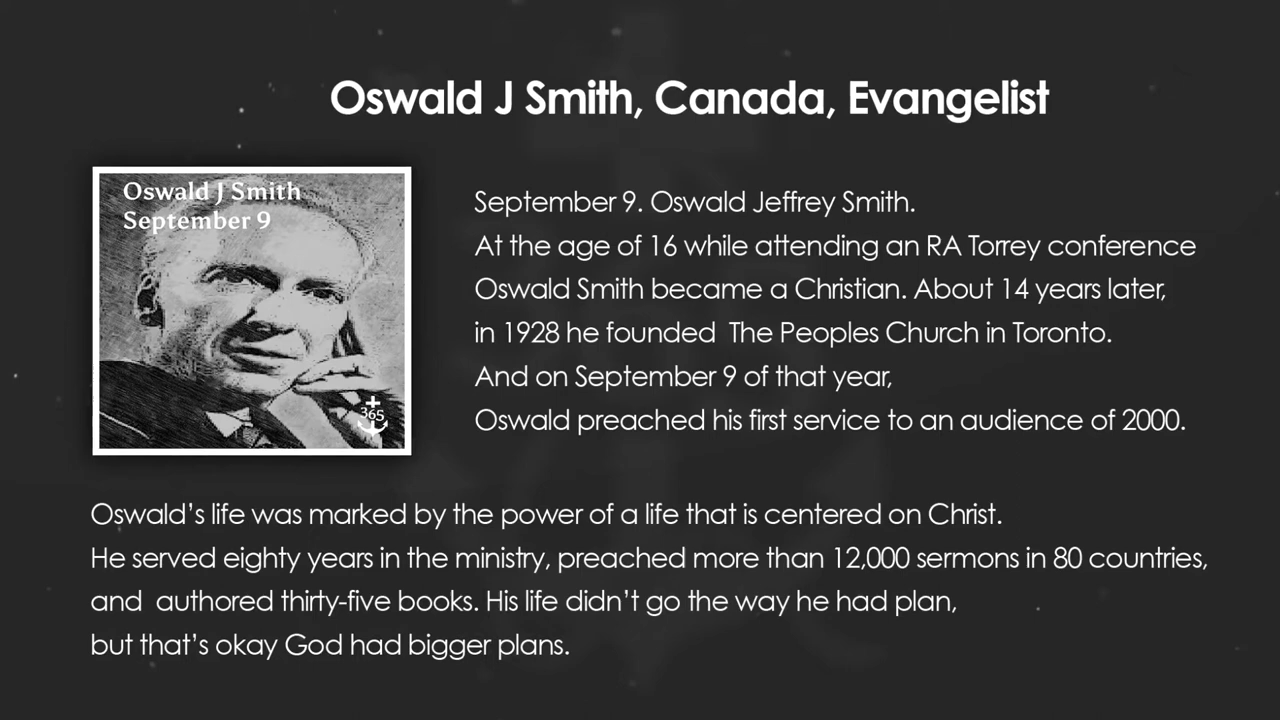 Oswald J Smith, Canada, Evangelist
Oswald J Smith
September 9
365
September 9. Oswald Jeffrey Smith.
At the age of 16 while attending an RA Torrey conference
Oswald Smith became a Christian. About 14 years later,
in 1928 he founded The Peoples Church in Toronto.
And on September 9 of that year,
Oswald preached his first service to an audience of 2000.
Oswald's life was marked by the power of a life that is centered on Christ.
He served eighty years in the ministry, preached more than 12,000 sermons in 80 countries,
and authored thirty-five books. His life didn't go the way he had plan,
but that's okay God had bigger plans.